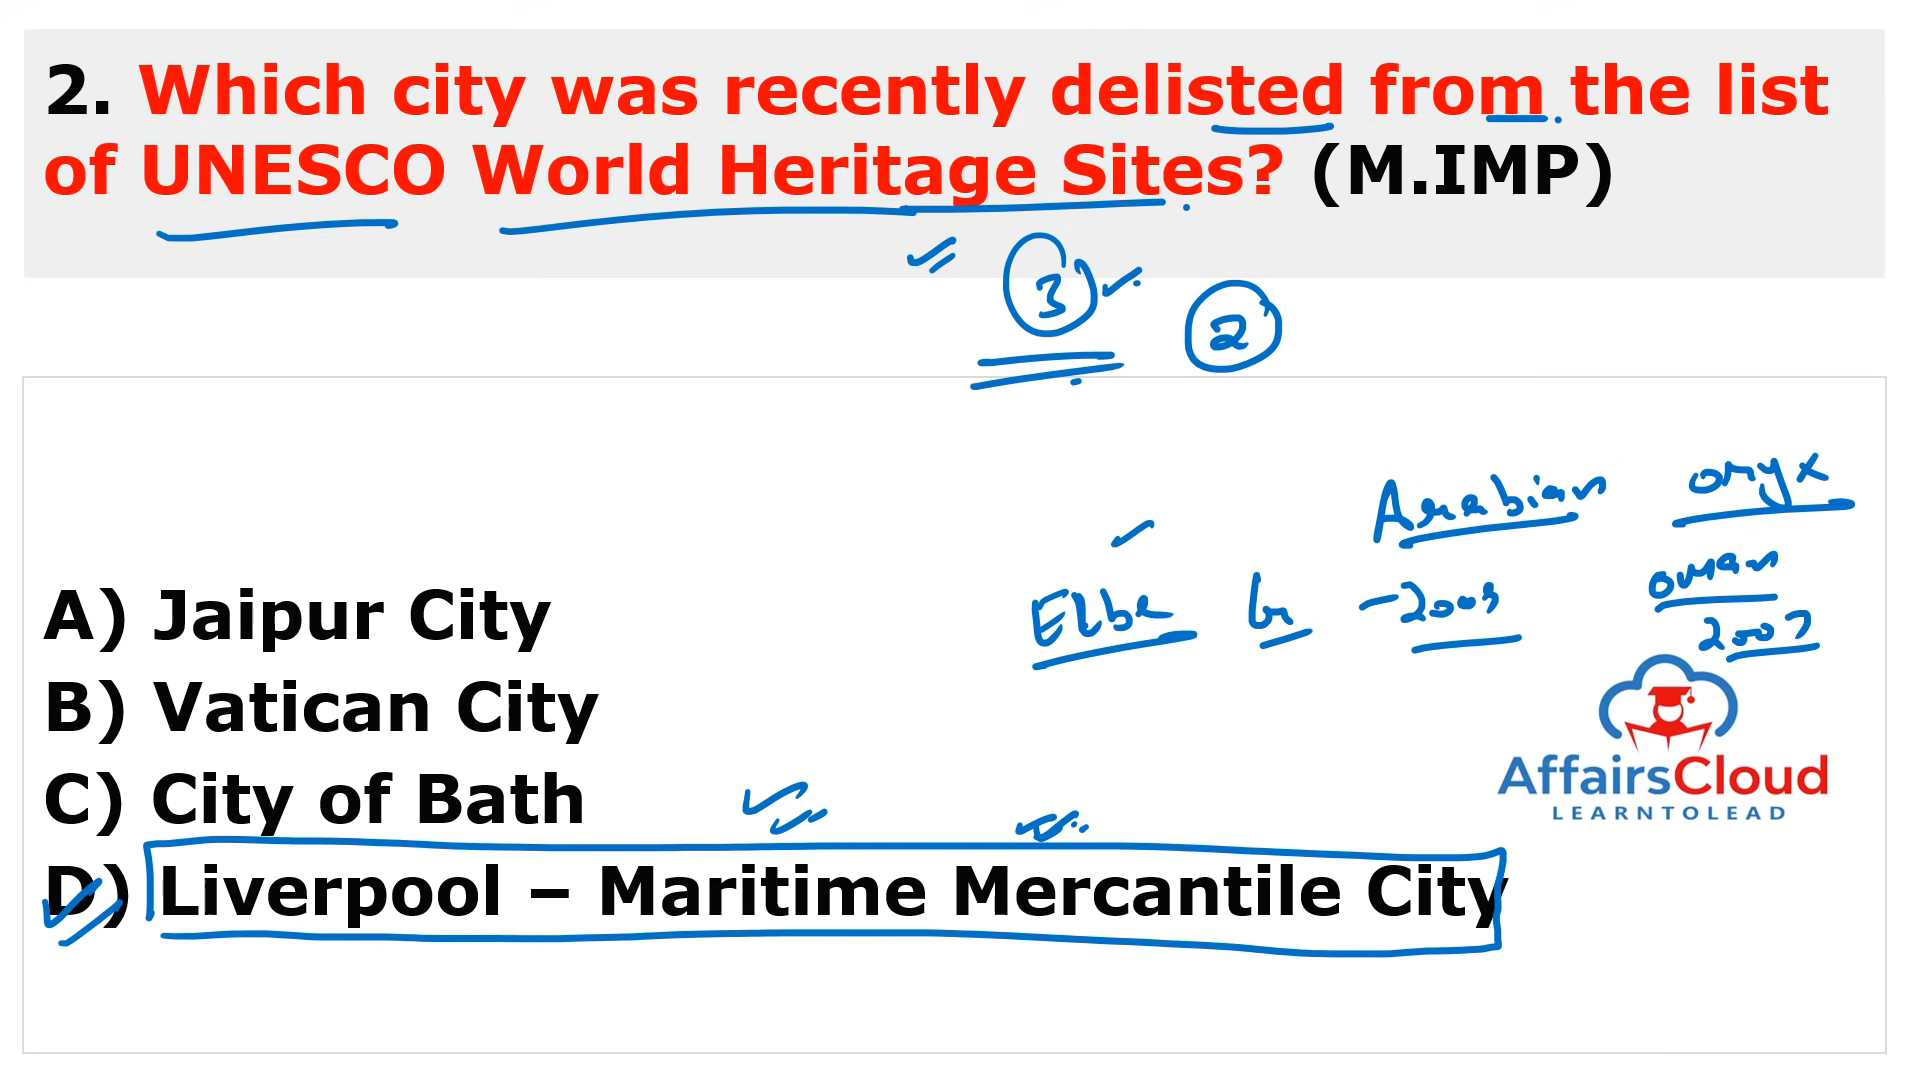 2. Which city was recently delisted from the list
of UNESCO World Heritage Sites? (M.IMP)
3
2
Arabian oryx
oman
Elbe G - 2009
2007
A) Jaipur City
B) Vatican City
C) City of Bath
D) Liverpool – Maritime Mercantile City
AffairsCloud
LEARNTOLEAD